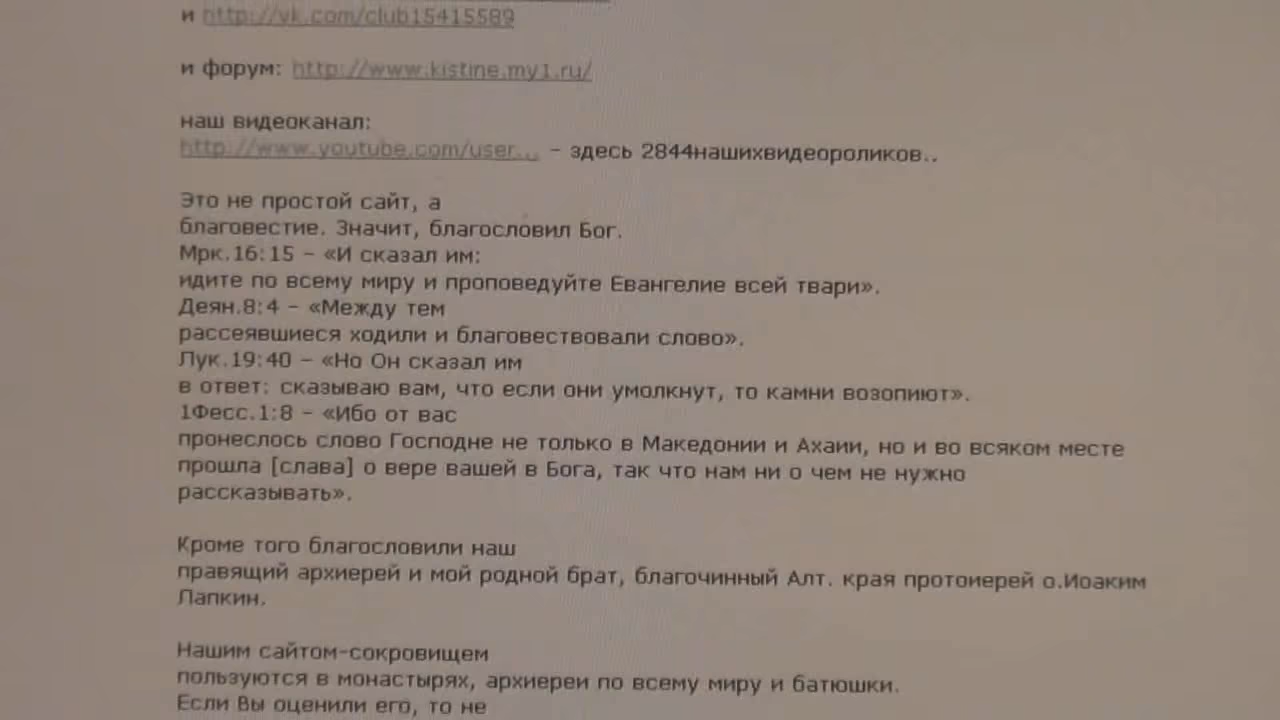 и http://vk.com/club15415589
и форум: http://www.kistine.my1.ru/
наш видеоканал:
http://www.youtube.com/user... - здесь 2844нашихвидеороликов..
Это не простой сайт, а
благовестие. Значит, благословил Бог.
Мрк.16:15 – «И сказал им:
идите по всему миру и проповедуйте Евангелие всей твари».
Деян.8:4 – «Между тем
рассеявшиеся ходили и благовествовали слово».
Лук.19:40 – «Но Он сказал им
в ответ: сказываю вам, что если они умолкнут, то камни возопиют».
1Фесс.1:8 – «Ибо от вас
пронеслось слово Господне не только в Македонии и Ахаии, но и во всяком месте
прошла [слава] о вере вашей в Бога, так что нам ни о чем не нужно
рассказывать».
Кроме того благословили наш
правящий архиерей и мой родной брат, благочинный Алт. края протоиерей о.Иоаким
Лапкин.
Нашим сайтом-сокровищем
пользуются в монастырях, архиереи по всему миру и батюшки.
Если Вы оценили его, то не